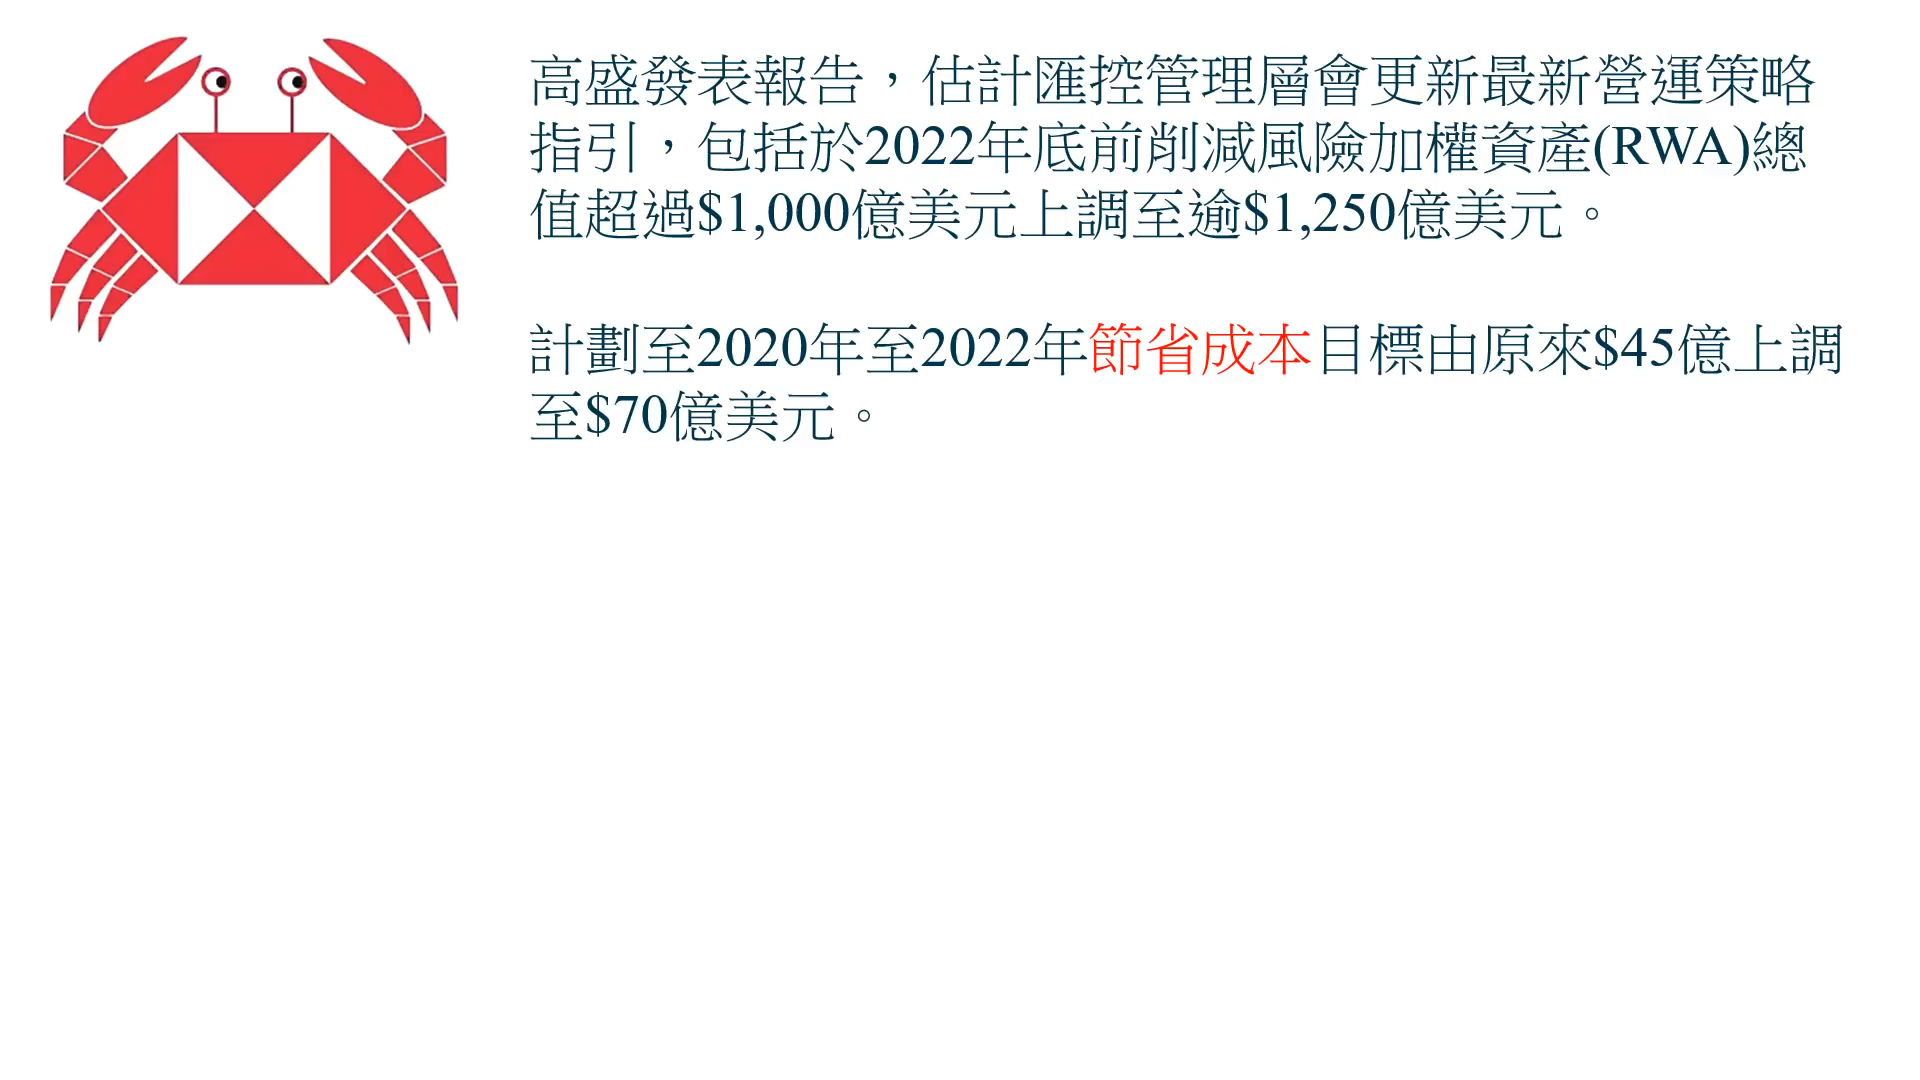 高盛發表報告，估計匯控管理層會更新最新營運策略
指引，包括於2022年底前削減風險加權資產(RWA)總
值超過$1,000億美元上調至逾$1,250億美元。
計劃至2020年至2022年節省成本目標由原來$45億上調
至$70億美元。